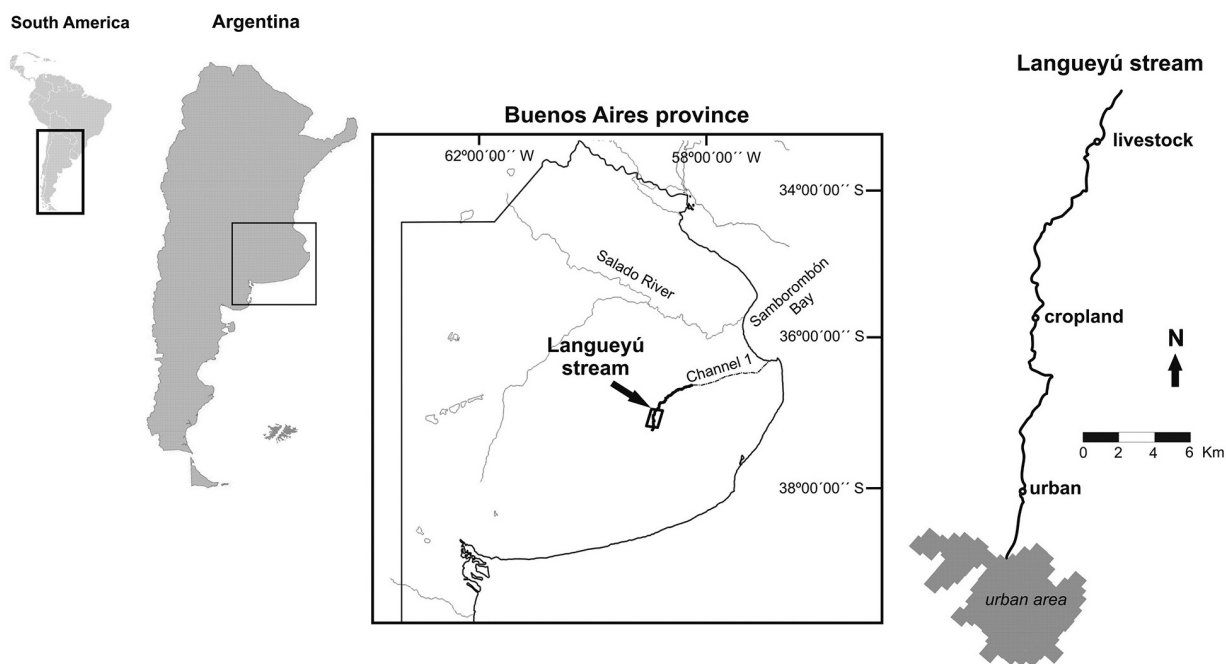 South America
Argentina
Buenos Aires province
62º00´00´´ W
58º00´00´´ W
34º00´00´´ S
Salado River
Samborombón
Bay
36º00´00´´ S
Langueyú
stream
Channel 1
38º00´00´´ S
Langueyú stream
livestock
cropland
N
0 2 4 6 Km
urban
urban area